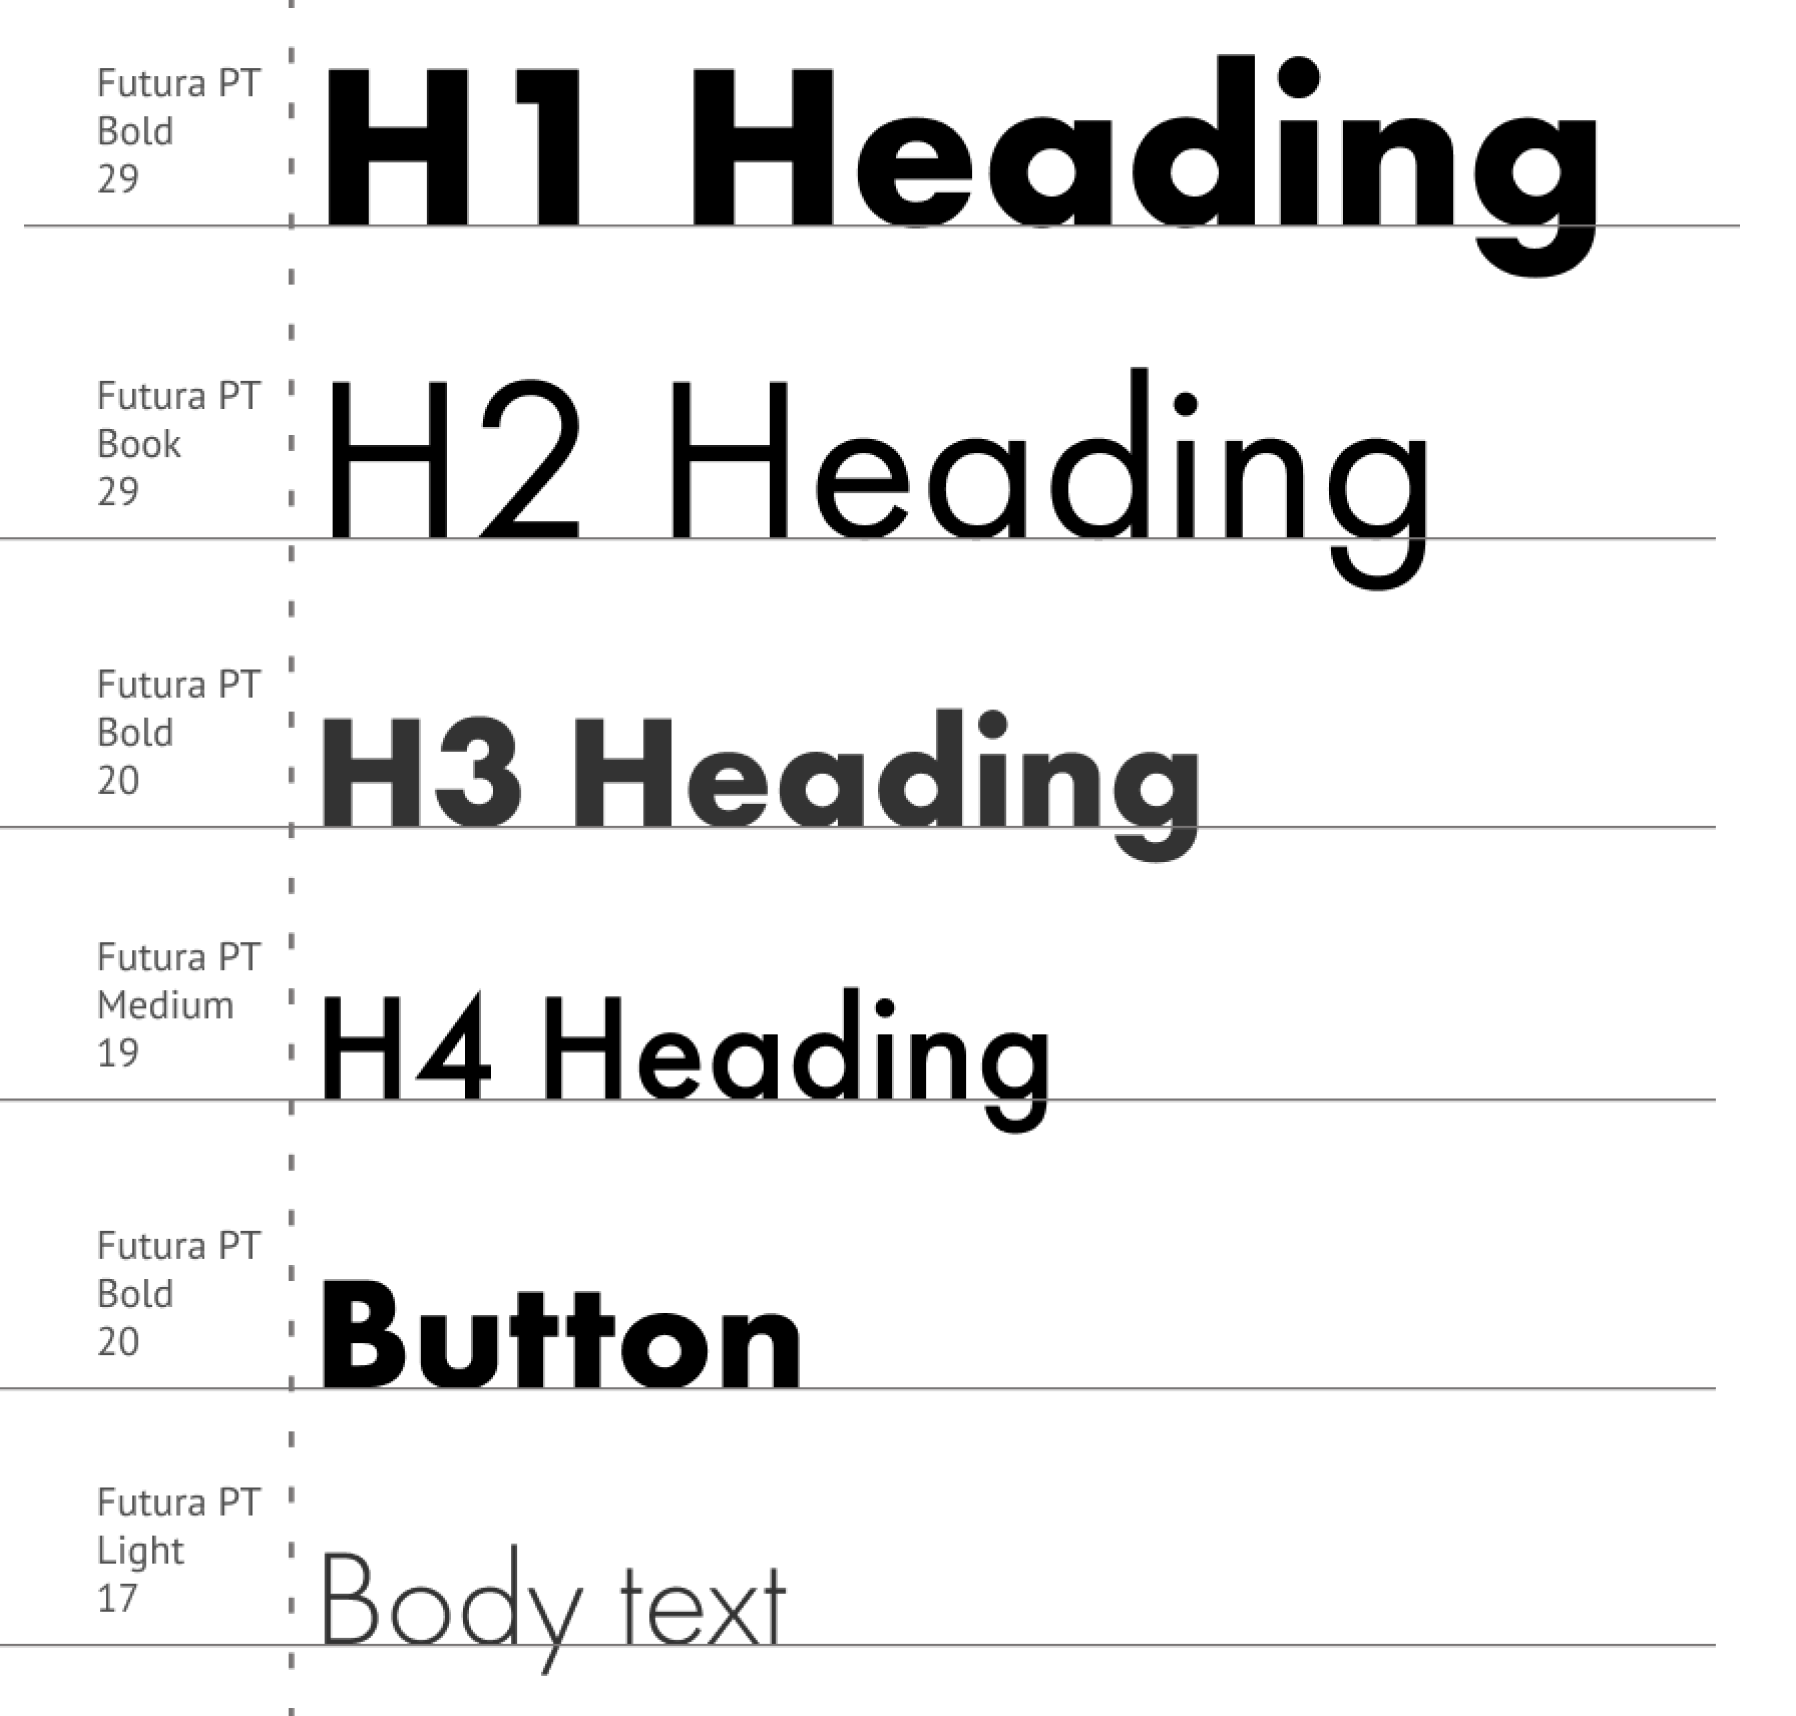 Futura PT
Bold
29
H1 Heading
Futura PT
Book
29
H2 Heading
Futura PT
Bold
20
H3 Heading
Futura PT
Medium
19
H4 Heading
Futura PT
Bold
20
Button
Futura PT
Light
17
Body text